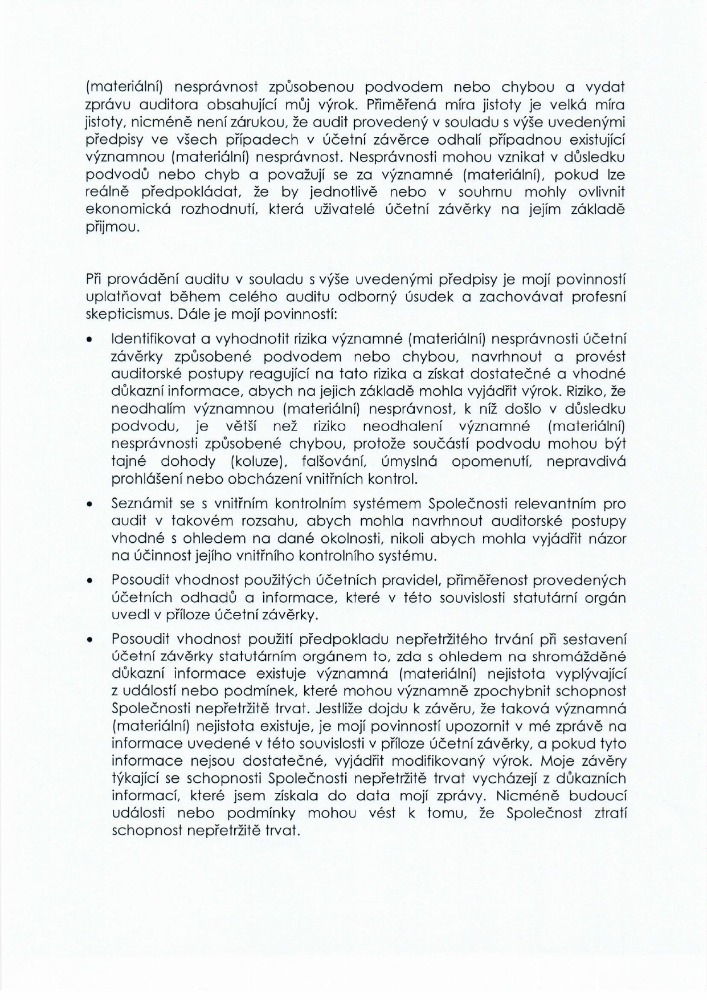 (materiální) nesprávnost způsobenou podvodem nebo chybou a vydat
zprávu auditora obsahující můj výrok. Přiměřená míra jistoty je velká míra
jistoty, nicméně není zárukou, že audit provedený v souladu s výše uvedenými
předpisy ve všech případech v účetní závěrce odhalí případnou existující
významnou (materiální) nesprávnost. Nesprávnosti mohou vznikat v důsledku
podvodů nebo chyb a považují se za významné (materiální), pokud lze
reálně předpokládat, že by jednotlivě nebo v souhrnu mohly ovlivnit
ekonomická rozhodnutí, která uživatelé účetní závěrky na jejím základě
přijmou.
Při provádění auditu v souladu s výše uvedenými předpisy je mojí povinností
uplatňovat během celého auditu odborný úsudek a zachovávat profesní
skepticismus. Dále je mojí povinností:
• Identifikovat a vyhodnotit rizika významné (materiální) nesprávnosti účetní
závěrky způsobené podvodem nebo chybou, navrhnout a provést
auditorské postupy reagující na tato rizika a získat dostatečné a vhodné
důkazní informace, abych na jejich základě mohla vyjádřit výrok. Riziko, že
neodhalím významnou (materiální) nesprávnost, k níž došlo v důsledku
podvodu, je větší než riziko neodhalení významné (materiální)
nesprávnosti způsobené chybou, protože součástí podvodu mohou být
tajné dohody (koluze), falšování, úmyslná opomenutí, nepravdivá
prohlášení nebo obcházení vnitřních kontrol.
• Seznámit se s vnitřním kontrolním systémem Společnosti relevantním pro
audit v takovém rozsahu, abych mohla navrhnout auditorské postupy
vhodné s ohledem na dané okolnosti, nikoli abych mohla vyjádřit názor
na účinnost jejího vnitřního kontrolního systému.
• Posoudit vhodnost použitých účetních pravidel, přiměřenost provedených
účetních odhadů a informace, které v této souvislosti statutární orgán
uvedl v příloze účetní závěrky.
• Posoudit vhodnost použití předpokladu nepřetržitého trvání při sestavení
účetní závěrky statutárním orgánem to, zda s ohledem na shromážděné
důkazní informace existuje významná (materiální) nejistota vyplývající
z událostí nebo podmínek, které mohou významně zpochybnit schopnost
Společnosti nepřetržitě trvat. Jestliže dojdu k závěru, že taková významná
(materiální) nejistota existuje, je mojí povinností upozornit v mé zprávě na
informace uvedené v této souvislosti v příloze účetní závěrky, a pokud tyto
informace nejsou dostatečné, vyjádřit modifikovaný výrok. Moje závěry
týkající se schopnosti Společnosti nepřetržitě trvat vycházejí z důkazních
informací, které jsem získala do data mojí zprávy. Nicméně budoucí
události nebo podmínky mohou vést k tomu, že Společnost ztratí
schopnost nepřetržitě trvat.